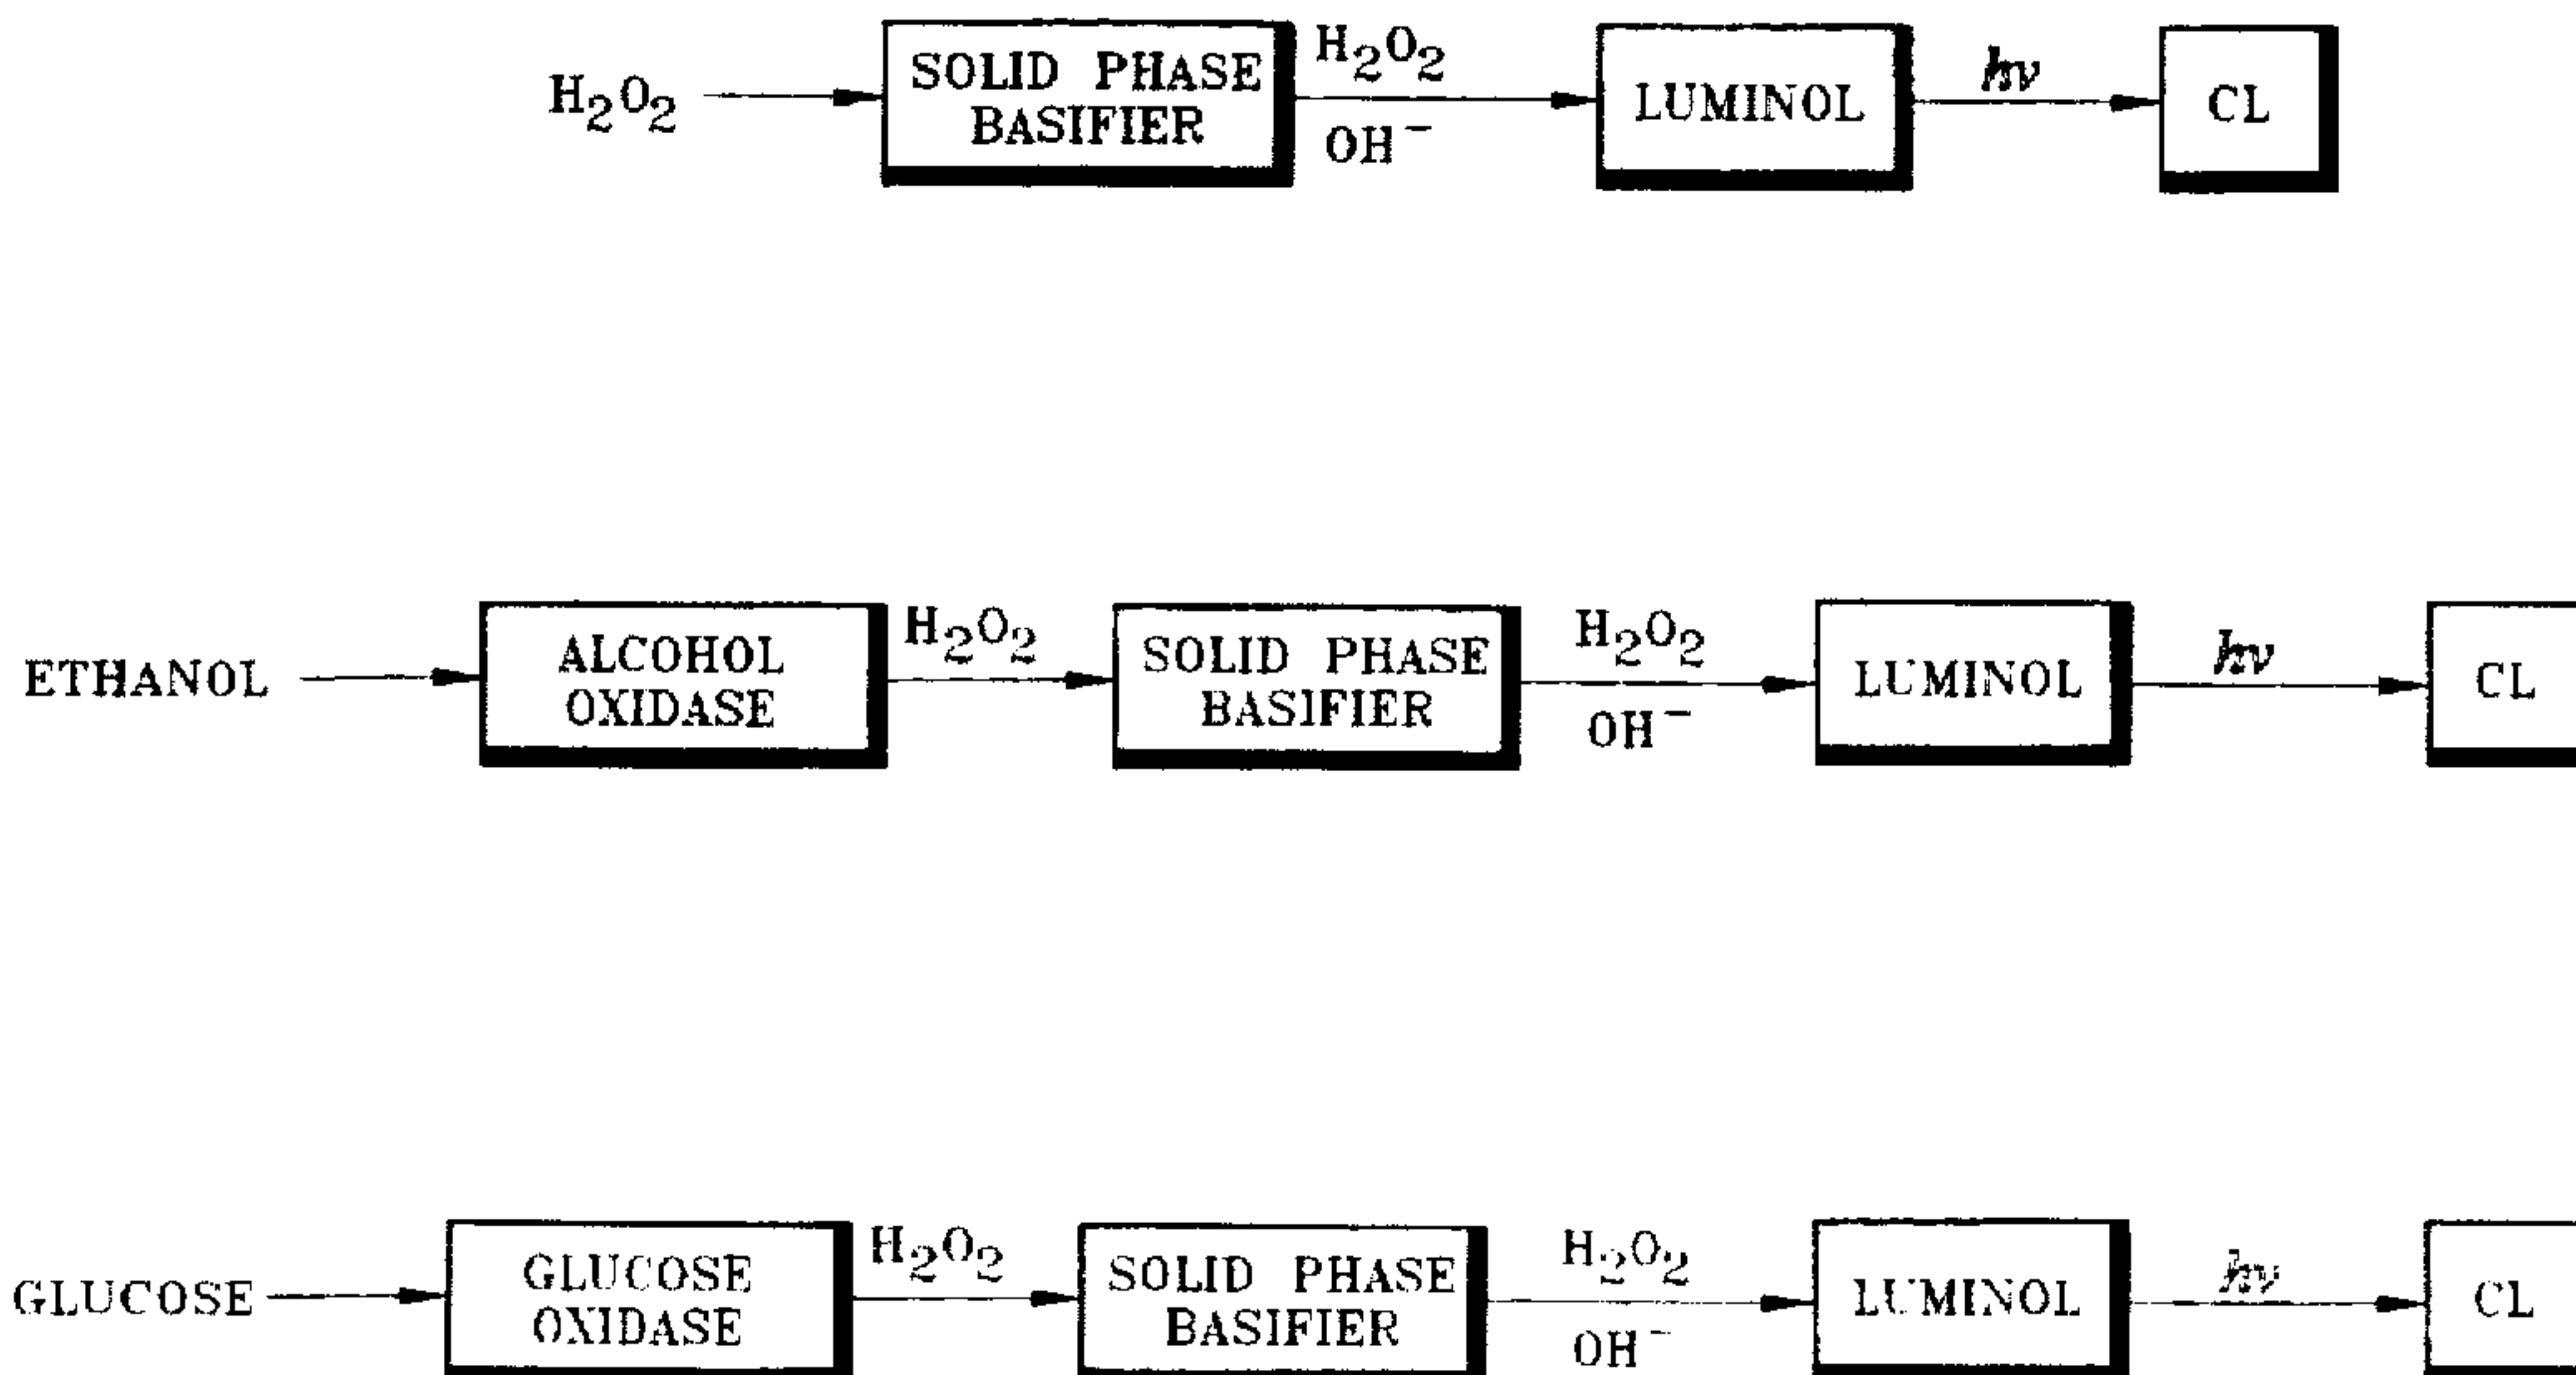 H₂O₂
SOLID PHASE
BASIFIER
H₂O₂
OH⁻
LUMINOL
hν
CL
ETHANOL
ALCOHOL
OXIDASE
H₂O₂
SOLID PHASE
BASIFIER
H₂O₂
OH⁻
LUMINOL
hν
CL
GLUCOSE
GLUCOSE
OXIDASE
H₂O₂
SOLID PHASE
BASIFIER
H₂O₂
OH⁻
LUMINOL
hν
CL